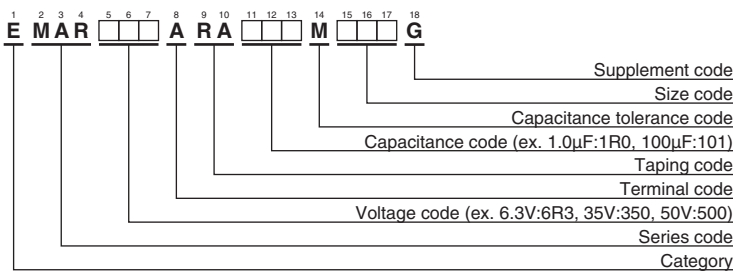 1 2 3 4 5 6 7 8 9 10 11 12 13 14 15 16 17 18
E MAR □□□ A RA □□□ M □□□ G
Supplement code
Size code
Capacitance tolerance code
Capacitance code (ex. 1.0μF:1R0, 100μF:101)
Taping code
Terminal code
Voltage code (ex. 6.3V:6R3, 35V:350, 50V:500)
Series code
Category